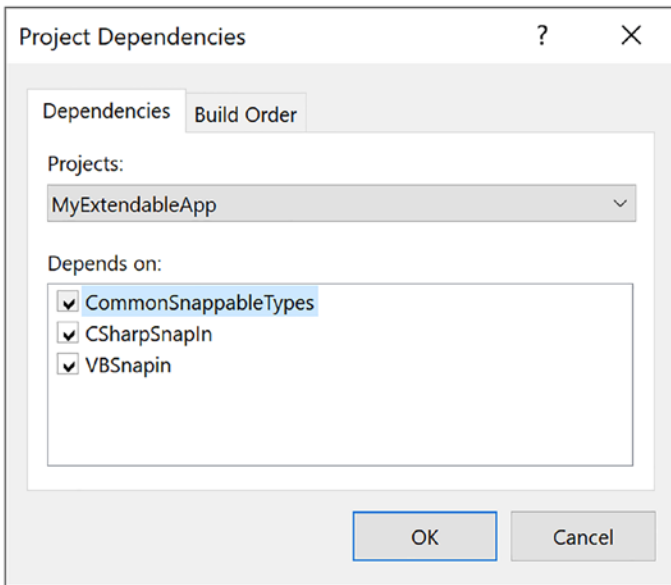 Project Dependencies
?
Dependencies
Build Order
Projects:
MyExtendableApp
Depends on:
CommonSnappableTypes
CSharpSnapIn
VBSnapin
OK
Cancel